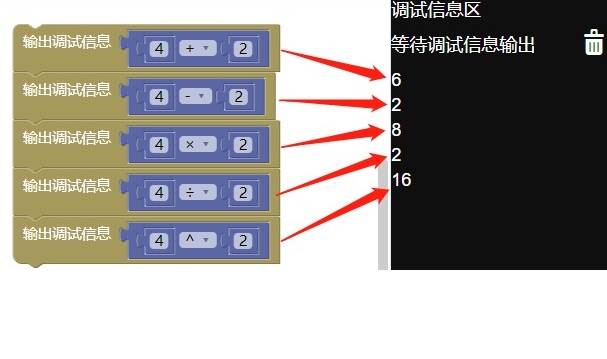 输出调试信息 4 + ▾ 2
输出调试信息 4 - ▾ 2
输出调试信息 4 × ▾ 2
输出调试信息 4 ÷ ▾ 2
输出调试信息 4 ^ ▾ 2
调试信息区
等待调试信息输出
6
2
8
2
16